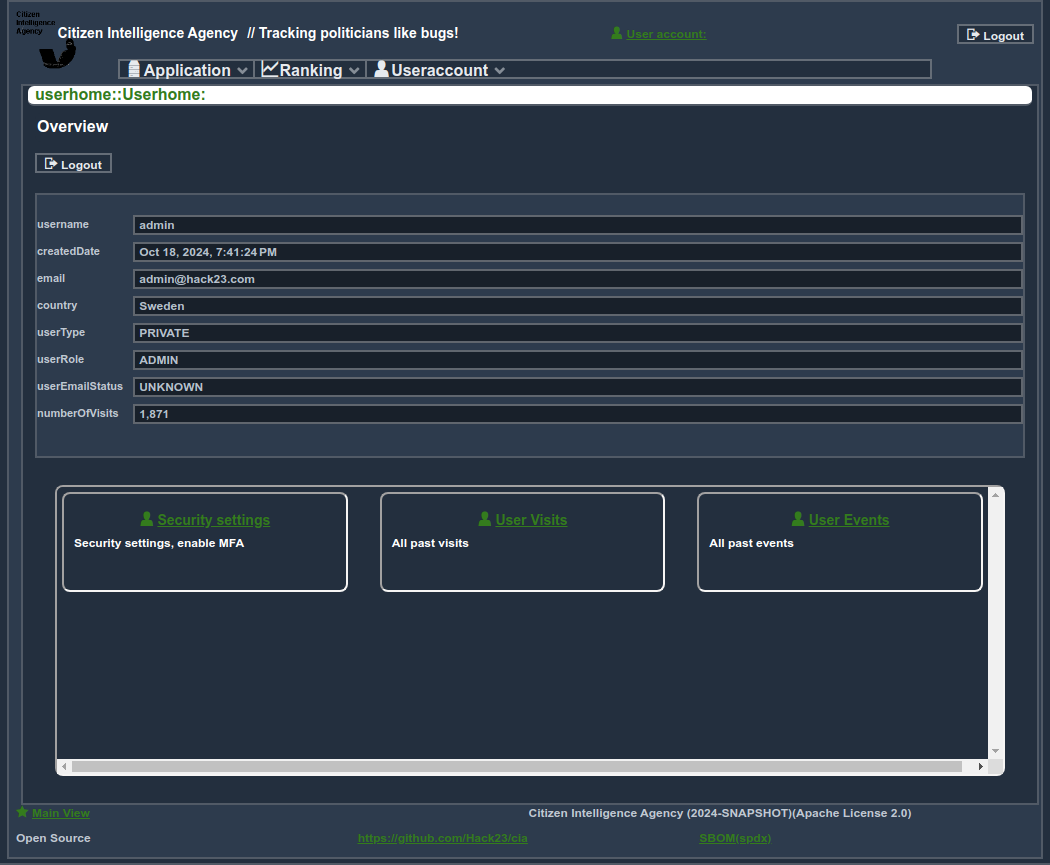 Citizen
Intelligence
Agency
Citizen Intelligence Agency // Tracking politicians like bugs!
User account:
Logout
Application
Ranking
Useraccount
userhome::Userhome:
Overview
Logout
username admin
createdDate Oct 18, 2024, 7:41:24 PM
email admin@hack23.com
country Sweden
userType PRIVATE
userRole ADMIN
userEmailStatus UNKNOWN
numberOfVisits 1,871
Security settings
Security settings, enable MFA
User Visits
All past visits
User Events
All past events
Main View
Citizen Intelligence Agency (2024-SNAPSHOT)(Apache License 2.0)
Open Source
https://github.com/Hack23/cia
SBOM(spdx)